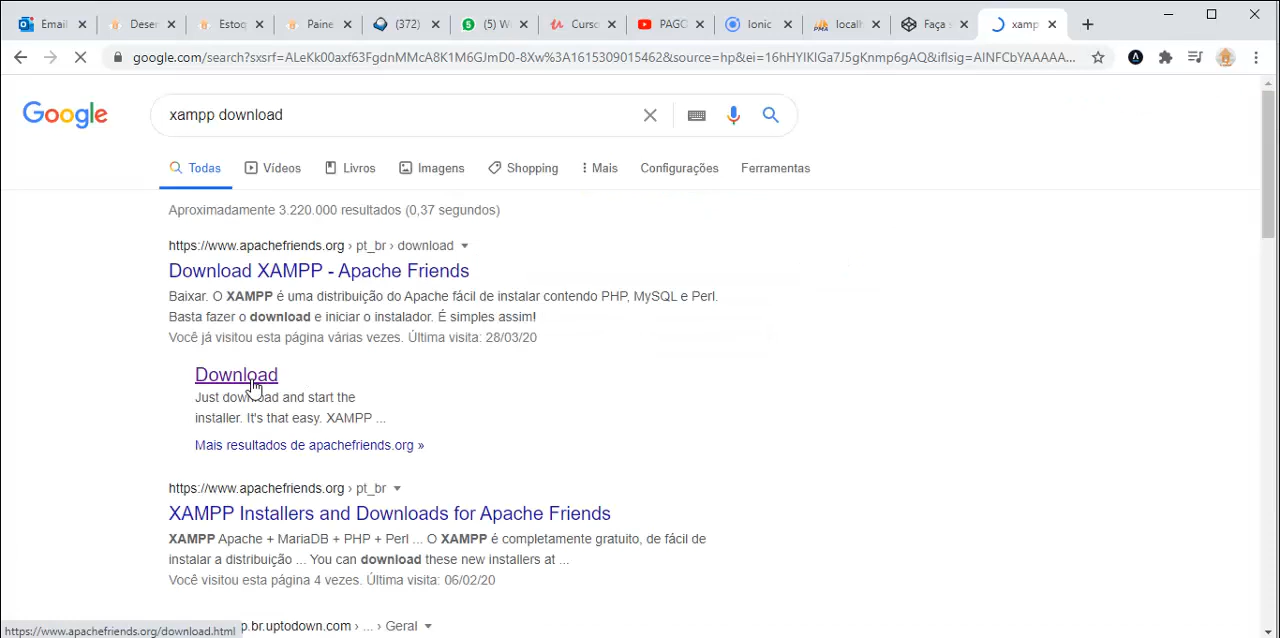 Email
Deser
Estoq
Paine
(372)
(5) W
Curso
PAGO
Ionic
localh
Faça
xamp
google.com/search?sxsrf=ALeKk00axf63FgdnMMcA8K1M6GJmD0-8Xw%3A1615309015462&source=hp&ei=16hHYIKIGa7J5gKnmp6gAQ&iflsig=AINFCbYAAAAA...
Google
xampp download
Todas
Vídeos
Livros
Imagens
Shopping
Mais
Configurações
Ferramentas
Aproximadamente 3.220.000 resultados (0,37 segundos)
https://www.apachefriends.org › pt_br › download
Download XAMPP - Apache Friends
Baixar. O XAMPP é uma distribuição do Apache fácil de instalar contendo PHP, MySQL e Perl.
Basta fazer o download e iniciar o instalador. É simples assim!
Você já visitou esta página várias vezes. Última visita: 28/03/20
Download
Just download and start the
installer. It's that easy. XAMPP ...
Mais resultados de apachefriends.org »
https://www.apachefriends.org › pt_br
XAMPP Installers and Downloads for Apache Friends
XAMPP Apache + MariaDB + PHP + Perl ... O XAMPP é completamente gratuito, de fácil de
instalar a distribuição ... You can download these new installers at ...
Você visitou esta página 4 vezes. Última visita: 06/02/20
https://www.apachefriends.org/download.html
p.br.uptodown.com › ... › Geral